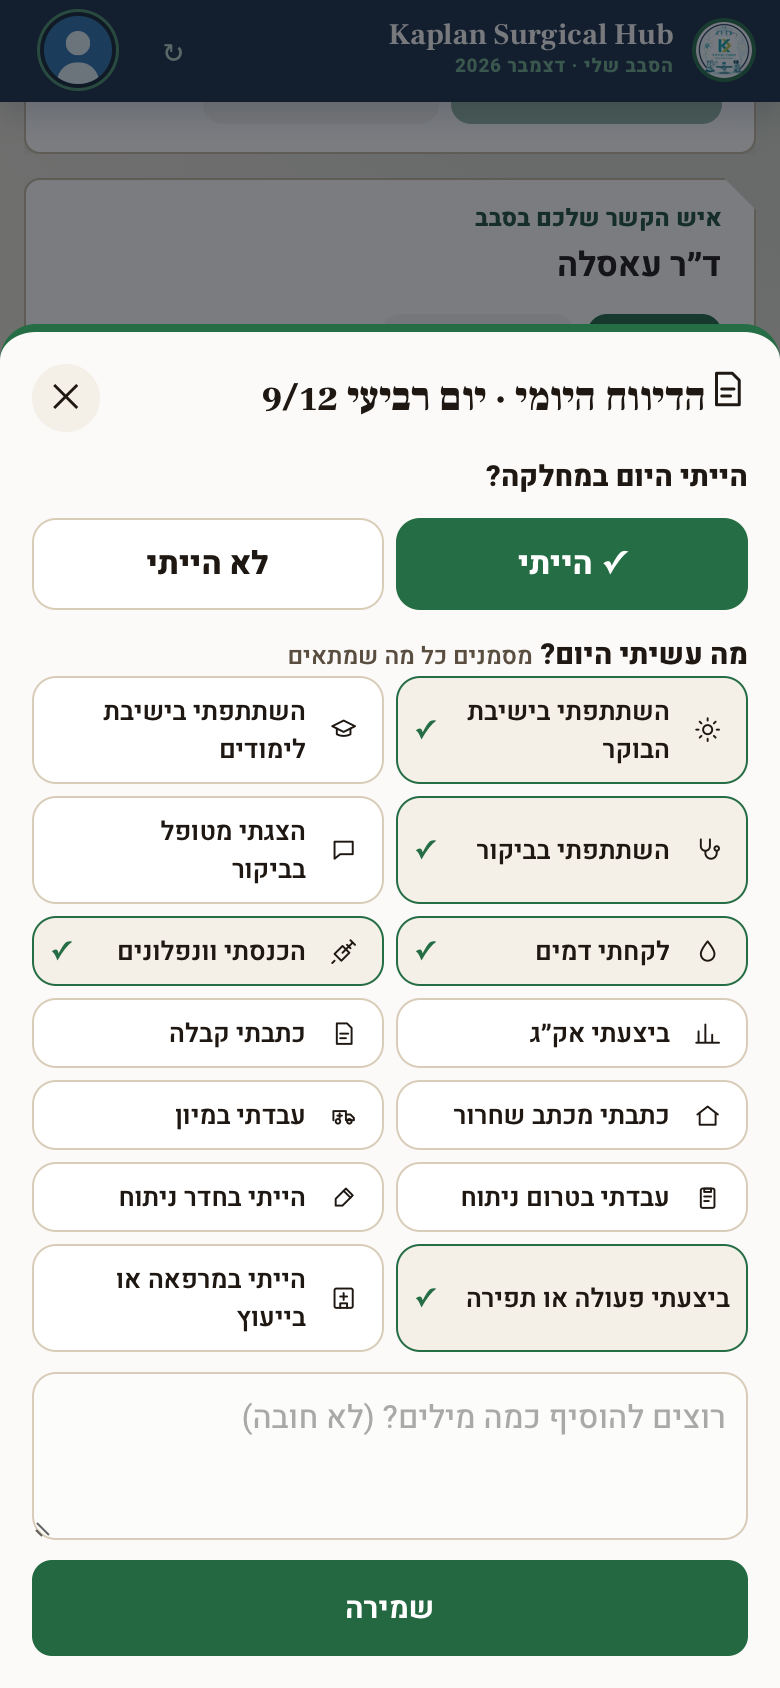 Kaplan Surgical Hub
הסבב שלי · דצמבר 2026
איש הקשר שלכם בסבב
ד״ר עאסלה
הדיווח היומי · יום רביעי 9/12
הייתי היום במחלקה?
✓ הייתי
לא הייתי
מה עשיתי היום? מסמנים כל מה שמתאים
השתתפתי בישיבת
הבוקר
✓
השתתפתי בישיבת
לימודים
השתתפתי בביקור
✓
הצגתי מטופל
בביקור
לקחתי דמים
✓
הכנסתי וונפלונים
✓
ביצעתי אק״ג
כתבתי קבלה
כתבתי מכתב שחרור
עבדתי במיון
עבדתי בטרום ניתוח
הייתי בחדר ניתוח
ביצעתי פעולה או תפירה
✓
הייתי במרפאה או
בייעוץ
רוצים להוסיף כמה מילים? (לא חובה)
שמירה